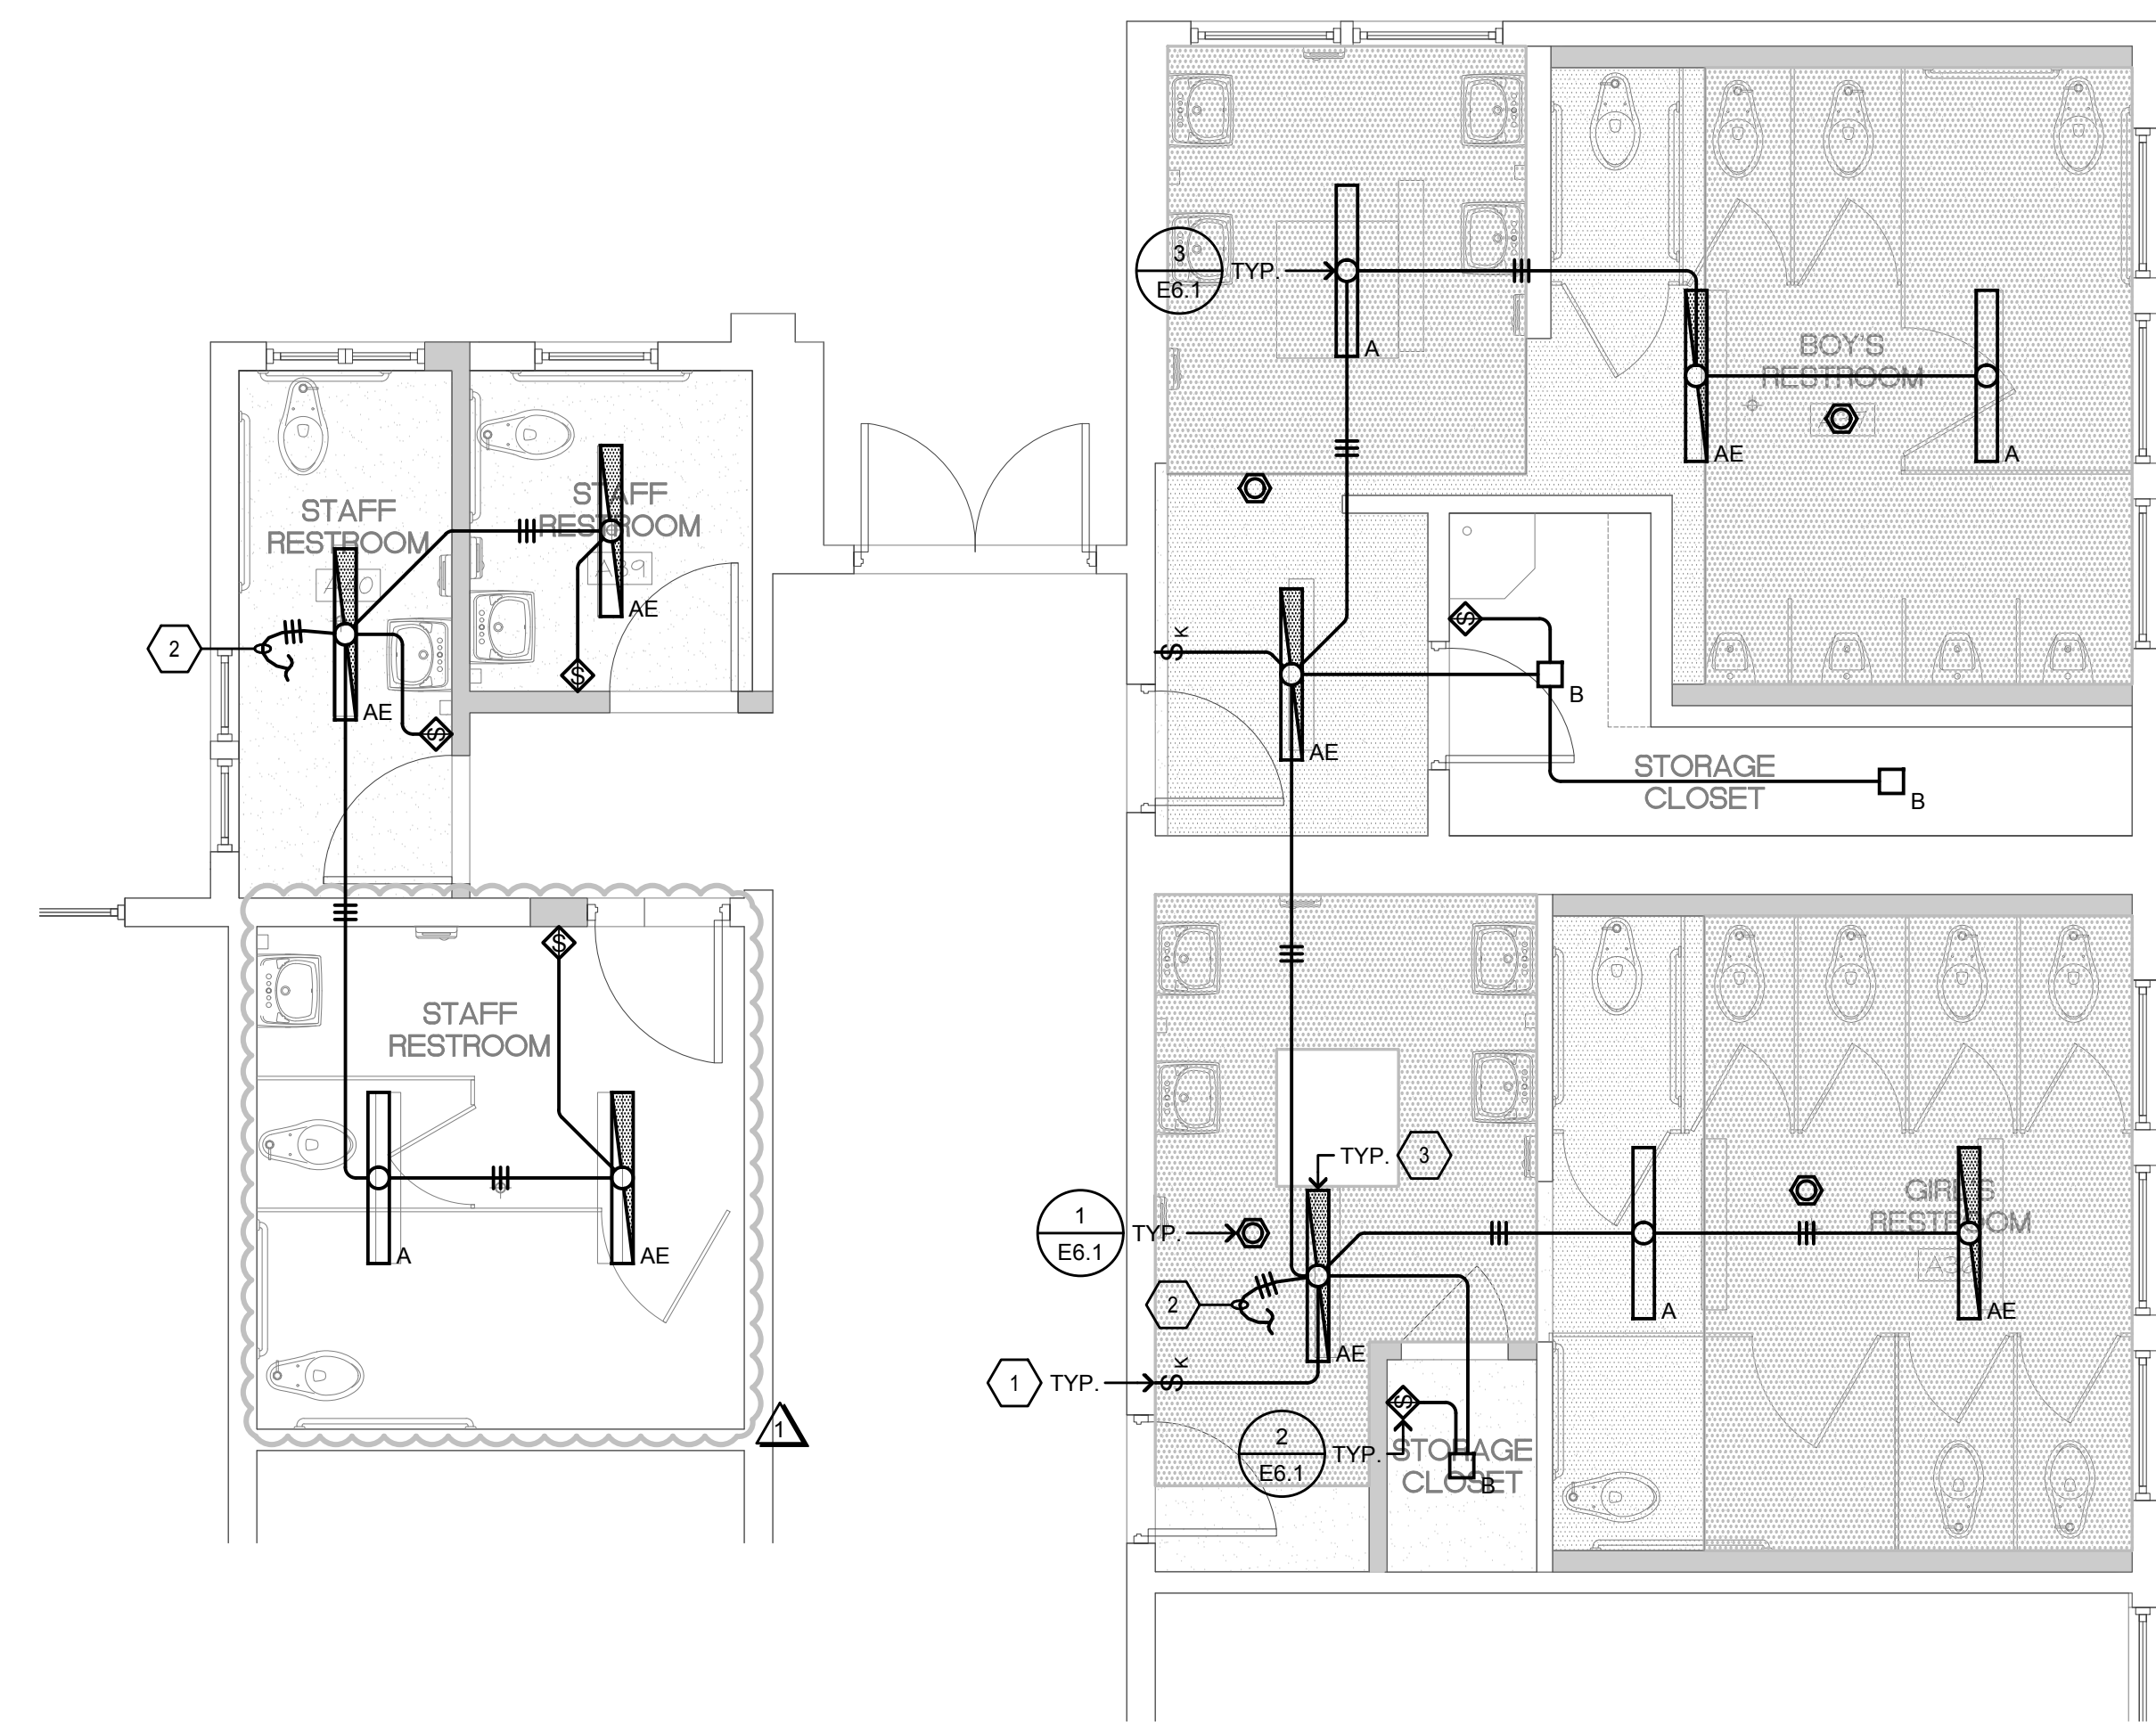 3
TYP.
E6.1
A
BOY'S
RESTROOM
AE
A
STAFF
RESTROOM
STAFF
RESTROOM
A39
AE
2
AE
S
S
S K
S
B
AE
STORAGE
CLOSET
B
S
STAFF
RESTROOM
A
AE
1
TYP. 3
1
TYP.
E6.1
GIRL'S
RESTROOM
2
A
AE
AE
1 TYP.
S K
S
2
TYP.
E6.1
STORAGE
CLOSET
B